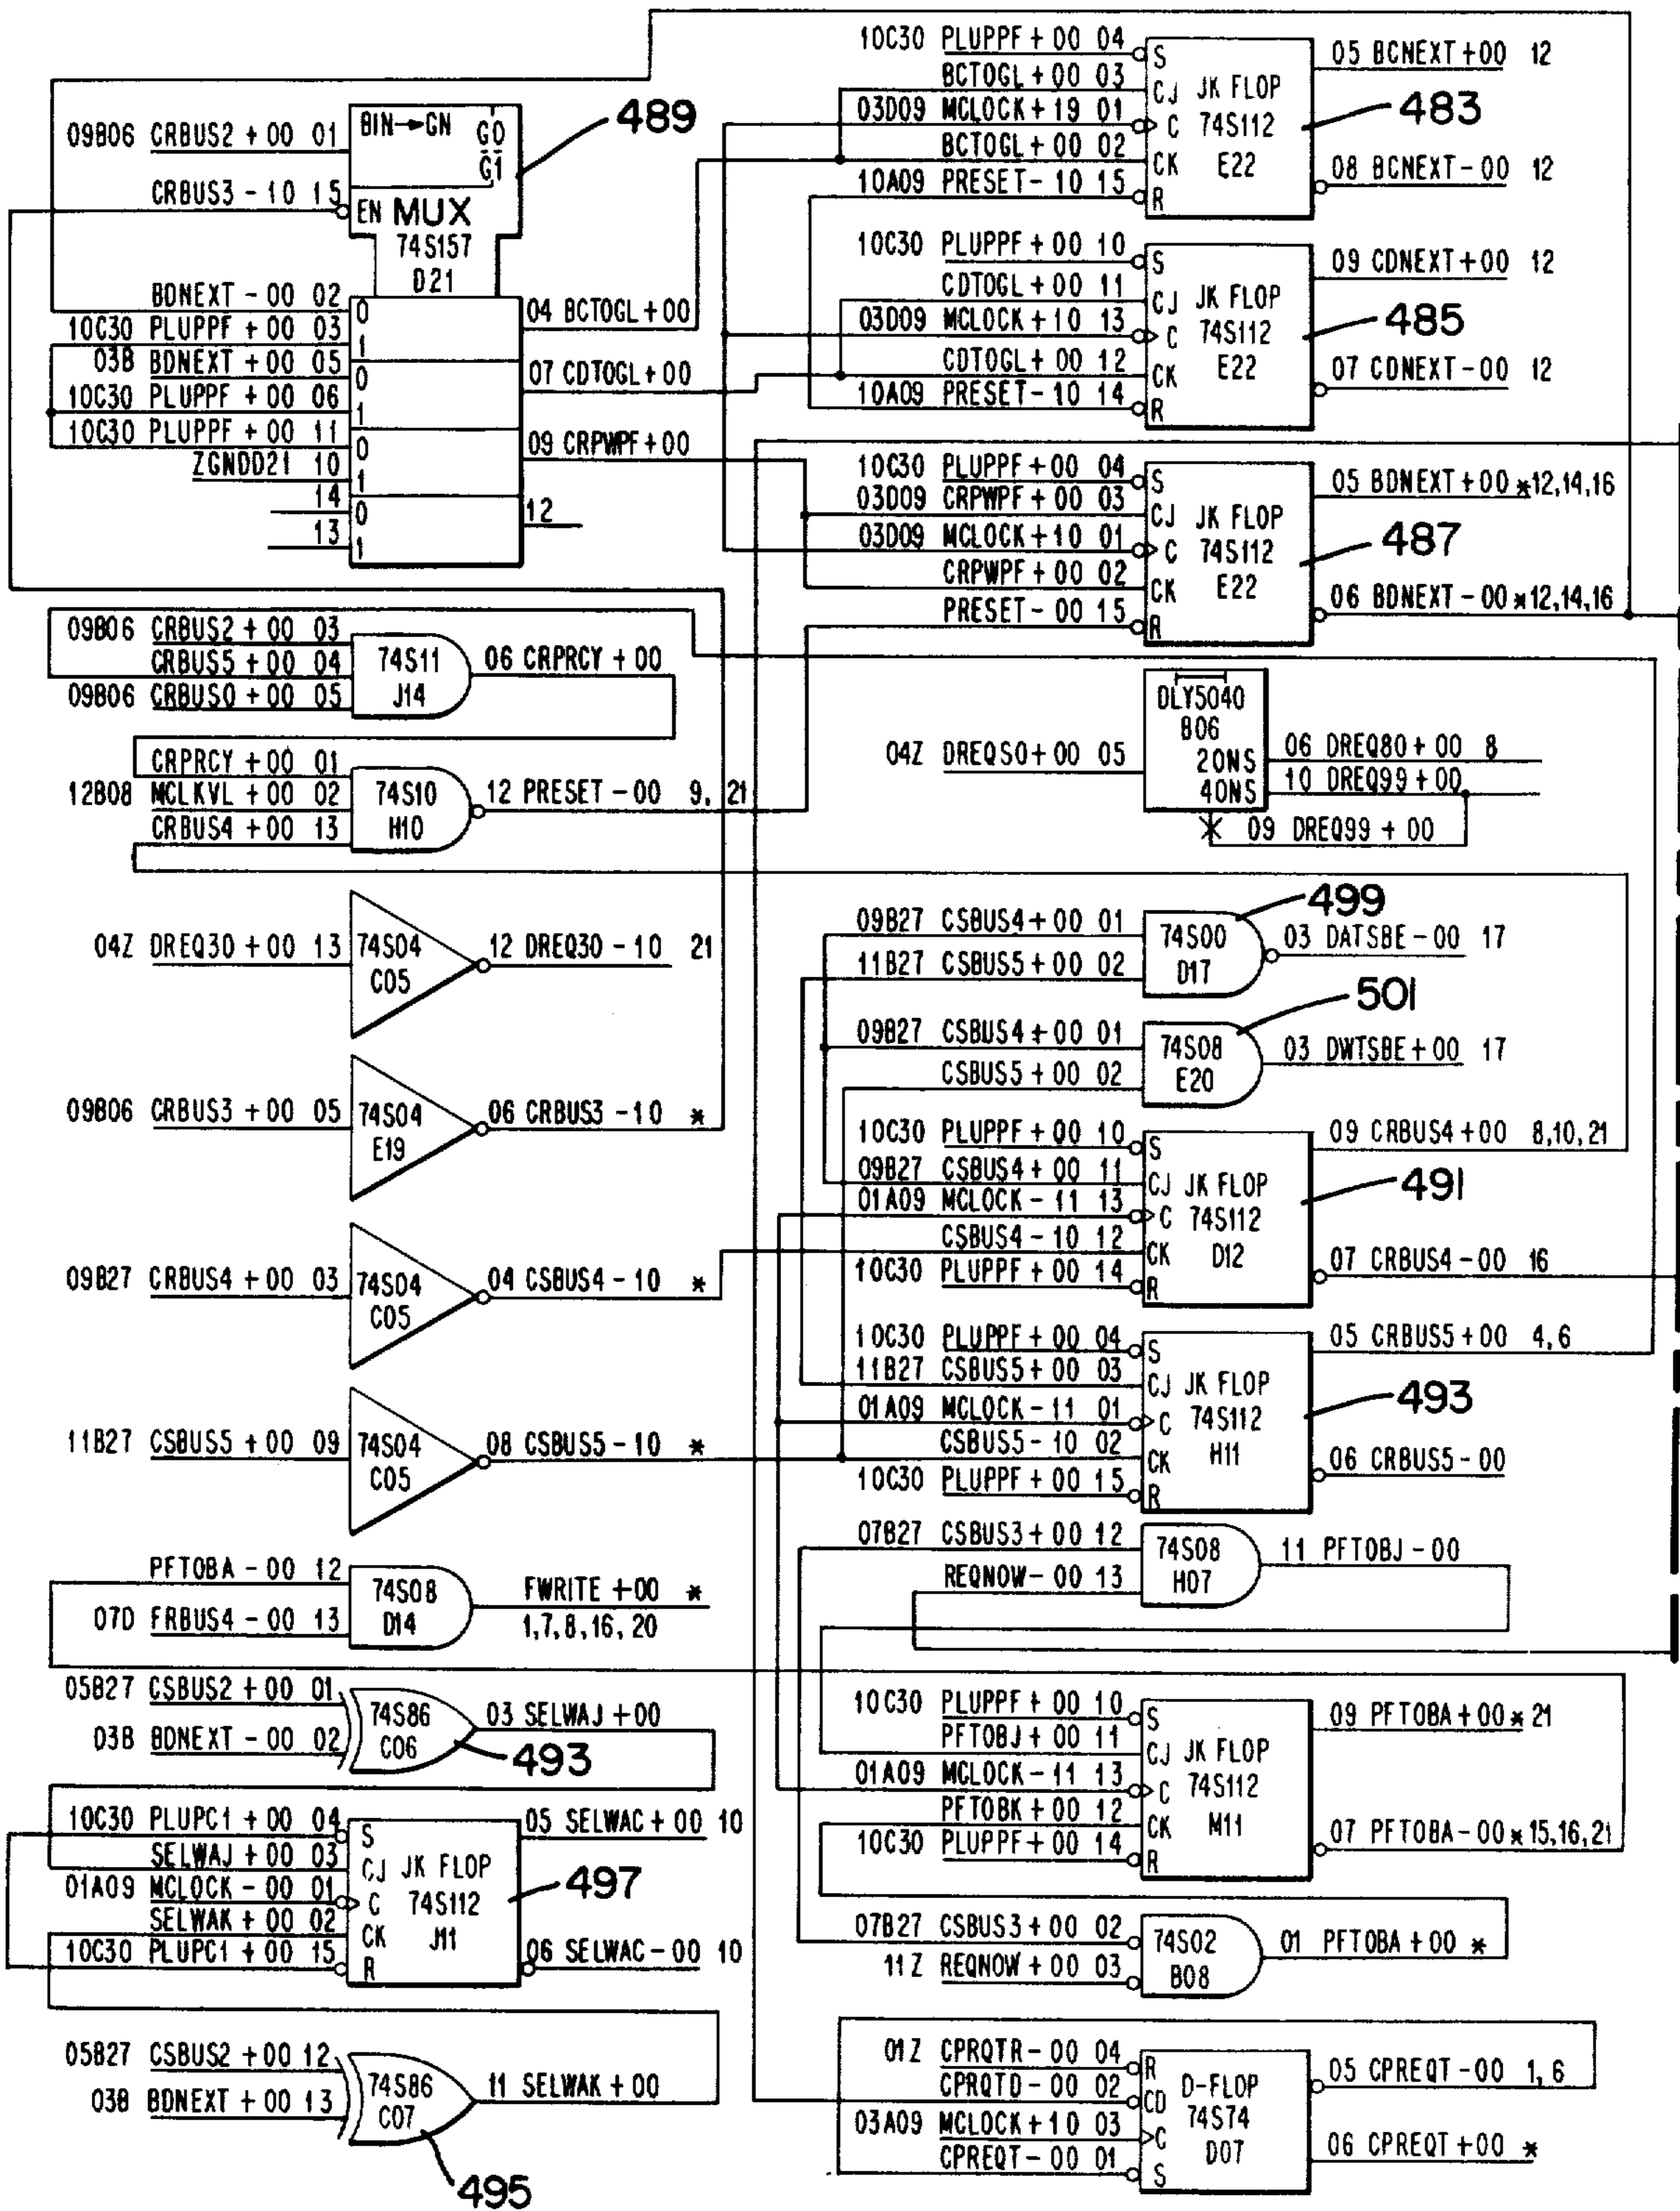 09B06 CRBUS2 + 00 01
CRBUS3 - 10 15
BIN→GN G0
G1
EN MUX
74S157
D21
489
BDNEXT - 00 02
10C30 PLUPPF + 00 03
03B BDNEXT + 00 05
10C30 PLUPPF + 00 06
10C30 PLUPPF + 00 11
ZGNDD21 10
14
13
0
1
0
1
0
1
0
1
04 BCTOGL+00
07 CDTOGL+00
09 CRPWPF+00
12
10C30 PLUPPF+00 04
BCTOGL+00 03
03D09 MCLOCK+19 01
BCTOGL+00 02
10A09 PRESET-10 15
S
CJ JK FLOP
C 74S112
CK E22
R
05 BCNEXT+00 12
483
08 BCNEXT-00 12
10C30 PLUPPF+00 10
CDTOGL+00 11
03D09 MCLOCK+10 13
CDTOGL+00 12
10A09 PRESET-10 14
S
CJ JK FLOP
C 74S112
CK E22
R
09 CDNEXT+00 12
485
07 CDNEXT-00 12
10C30 PLUPPF+00 04
03D09 CRPWPF+00 03
03D09 MCLOCK+10 01
CRPWPF+00 02
PRESET-00 15
S
CJ JK FLOP
C 74S112
CK E22
R
05 BDNEXT+00 *12,14,16
487
06 BDNEXT-00 *12,14,16
09B06 CRBUS2+00 03
CRBUS5+00 04
09B06 CRBUS0+00 05
74S11
J14
06 CRPRCY+00
CRPRCY+00 01
12B08 MCLKVL+00 02
CRBUS4+00 13
74S10
H10
12 PRESET-00 9, 21
04Z DREQS0+00 05
DLY5040
B06
20NS
40NS
06 DREQ80+00 8
10 DREQ99+00
09 DREQ99+00
04Z DREQ30+00 13
74S04
C05
12 DREQ30-10 21
09B06 CRBUS3+00 05
74S04
E19
06 CRBUS3-10 *
09B27 CRBUS4+00 03
74S04
C05
04 CSBUS4-10 *
11B27 CSBUS5+00 09
74S04
C05
08 CSBUS5-10 *
09B27 CSBUS4+00 01
11B27 CSBUS5+00 02
74S00
D17
499
03 DATSBE-00 17
09B27 CSBUS4+00 01
CSBUS5+00 02
74S08
E20
501
03 DWTSBE+00 17
10C30 PLUPPF+00 10
09B27 CSBUS4+00 11
01A09 MCLOCK-11 13
CSBUS4-10 12
10C30 PLUPPF+00 14
S
CJ JK FLOP
C 74S112
CK D12
R
09 CRBUS4+00 8,10,21
491
07 CRBUS4-00 16
10C30 PLUPPF+00 04
11B27 CSBUS5+00 03
01A09 MCLOCK-11 01
CSBUS5-10 02
10C30 PLUPPF+00 15
S
CJ JK FLOP
C 74S112
CK H11
R
05 CRBUS5+00 4,6
493
06 CRBUS5-00
PFTOBA-00 12
07D FRBUS4-00 13
74S08
D14
FWRITE+00 *
1,7,8,16,20
07B27 CSBUS3+00 12
REQNOW-00 13
74S08
H07
11 PFTOBJ-00
05B27 CSBUS2+00 01
03B BDNEXT-00 02
74S86
C06
493
03 SELWAJ+00
10C30 PLUPPF+00 10
PFTOBJ+00 11
01A09 MCLOCK-11 13
PFTOBK+00 12
10C30 PLUPPF+00 14
S
CJ JK FLOP
C 74S112
CK M11
R
09 PFTOBA+00 * 21
07 PFTOBA-00 *15,16,21
10C30 PLUPC1+00 04
SELWAJ+00 03
01A09 MCLOCK-00 01
SELWAK+00 02
10C30 PLUPC1+00 15
S
CJ JK FLOP
C 74S112
CK J11
R
05 SELWAC+00 10
497
06 SELWAC-00 10
07B27 CSBUS3+00 02
11Z REQNOW+00 03
74S02
B08
01 PFTOBA+00 *
05B27 CSBUS2+00 12
03B BDNEXT+00 13
74S86
C07
495
11 SELWAK+00
01Z CPRQTR-00 04
CPRQTD-00 02
03A09 MCLOCK+10 03
CPREQT-00 01
R
CD D-FLOP
C 74S74
S D07
05 CPREQT-00 1,6
06 CPREQT+00 *